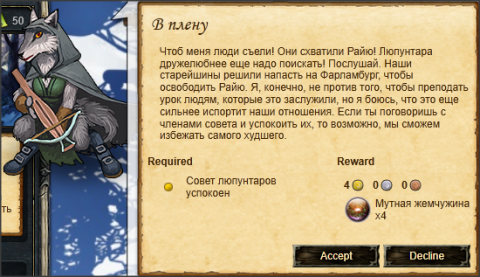 50
В плену
Чтоб меня люди съели! Они схватили Райю! Люпунтара
дружелюбнее еще надо поискать! Послушай. Наши
старейшины решили напасть на Фарламбург, чтобы
освободить Райю. Я, конечно, не против того, чтобы преподать
урок людям, которые это заслужили, но я боюсь, что это еще
сильнее испортит наши отношения. Если ты поговоришь с
членами совета и успокоить их, то возможно, мы сможем
избежать самого худшего.
Required
Reward
Совет люпунтаров
успокоен
4 0 0
Мутная жемчужина
x4
ть
Accept
Decline